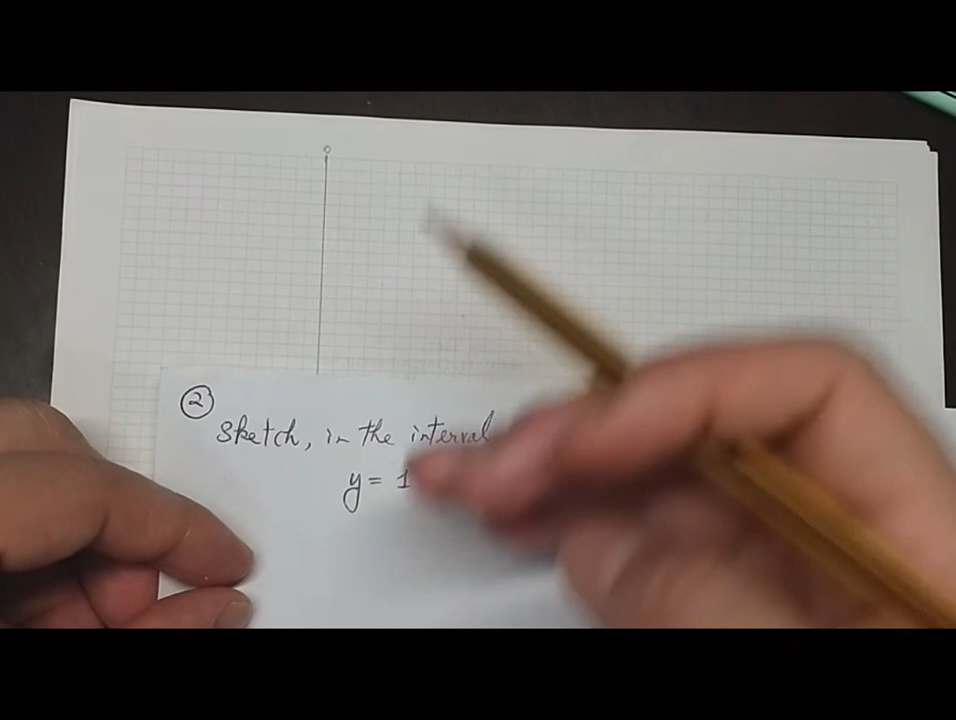 ②
Sketch, in the interval
y = 1